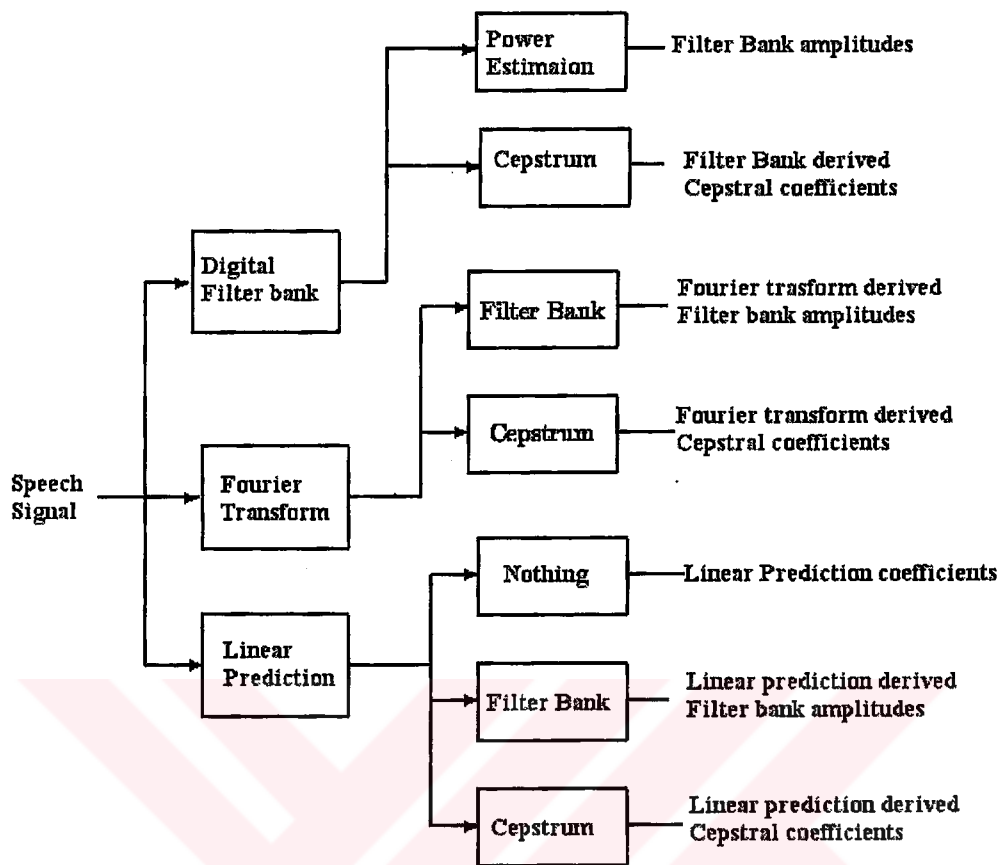 Power
Estimaion
Filter Bank amplitudes
Cepstrum
Filter Bank derived
Cepstral coefficients
Digital
Filter bank
Filter Bank
Fourier trasform derived
Filter bank amplitudes
Cepstrum
Fourier transform derived
Cepstral coefficients
Speech
Signal
Fourier
Transform
Nothing
Linear Prediction coefficients
Linear
Prediction
Filter Bank
Linear prediction derived
Filter bank amplitudes
Cepstrum
Linear prediction derived
Cepstral coefficients